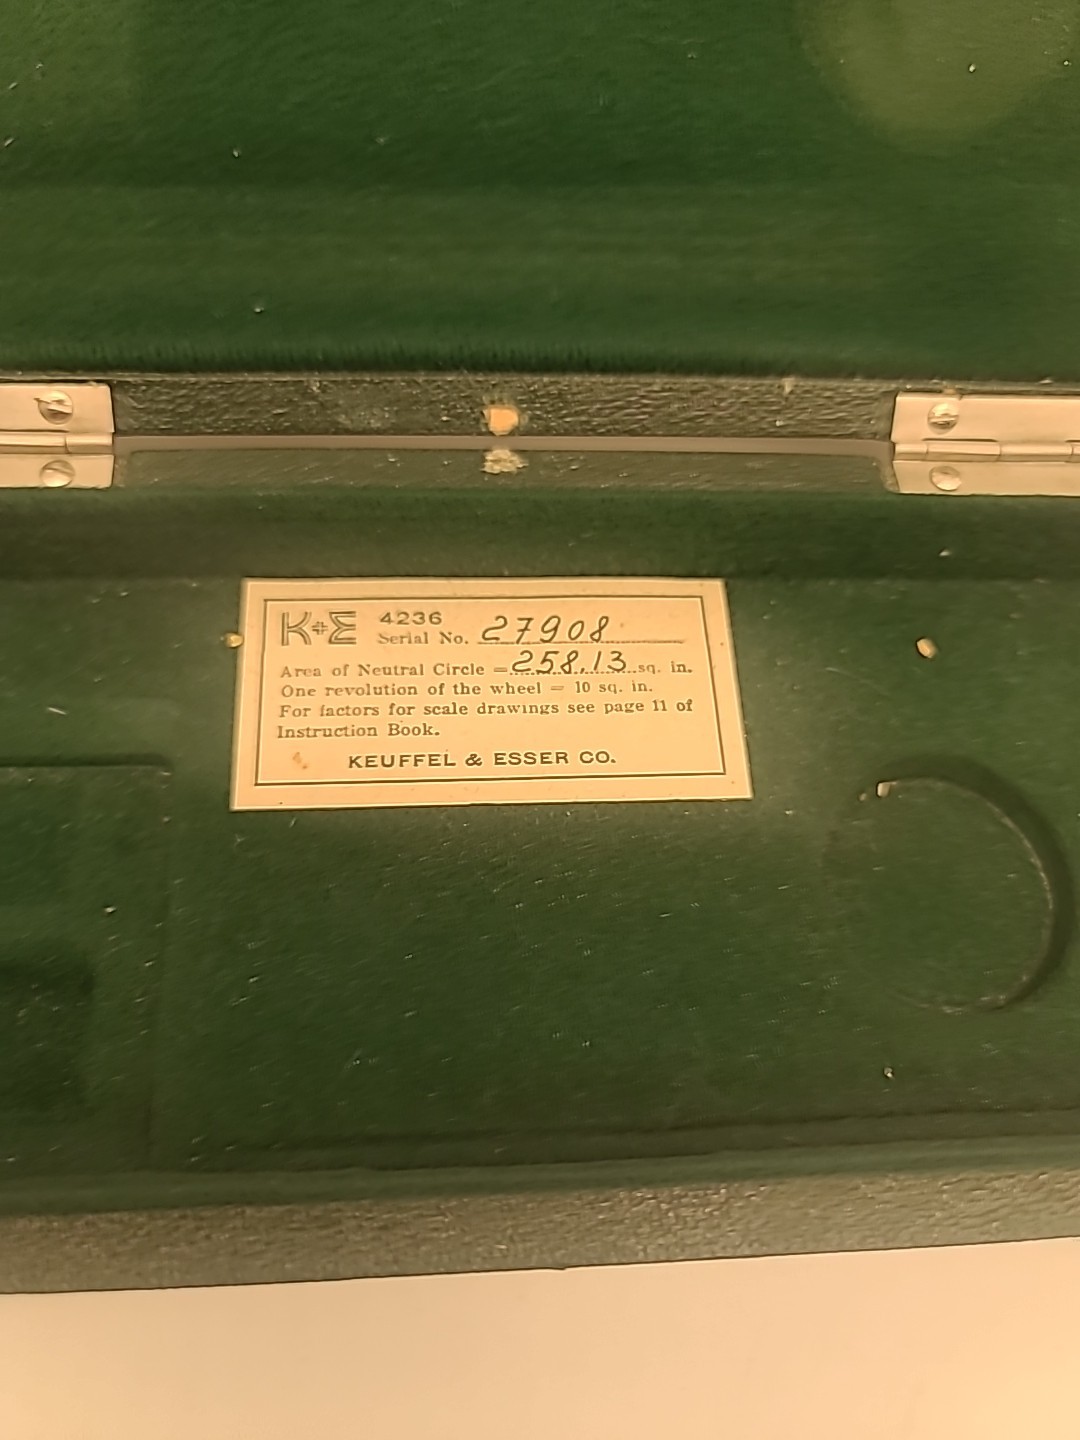 K+E 4236
Serial No. 27908
Area of Neutral Circle = 258.13 sq. in.
One revolution of the wheel = 10 sq. in.
For factors for scale drawings see page 11 of
Instruction Book.
KEUFFEL & ESSER CO.